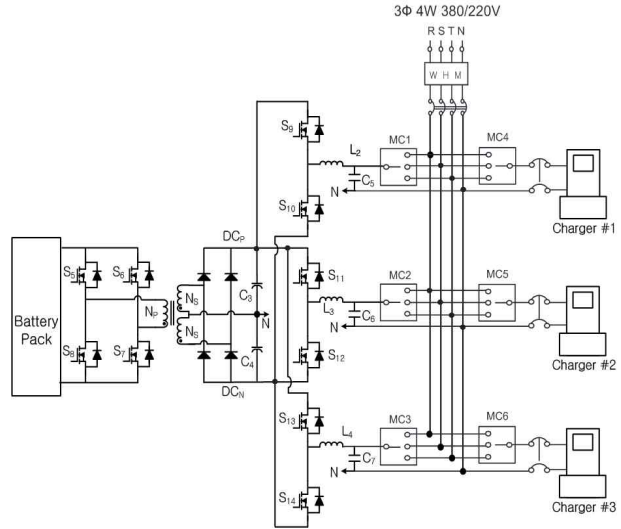 3Φ 4W 380/220V
R S T N
W H M
S₉
L₂
MC1
MC4
C₅
N
S₁₀
Charger #1
DCₚ
S₅
S₆
S₁₁
MC2
MC5
Nₚ
Nₛ
C₃
N
L₃
C₆
Battery
Pack
Nₛ
N
S₈
S₇
C₄
S₁₂
Charger #2
DC_N
S₁₃
L₄
MC3
MC6
C₇
N
S₁₄
Charger #3